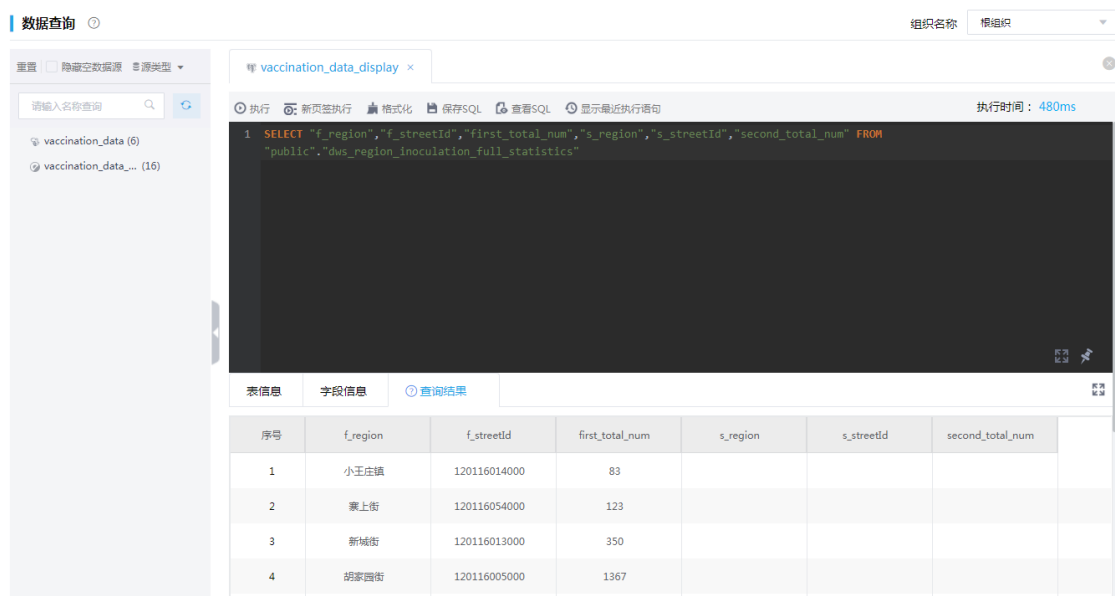 数据查询
组织名称 根组织
重置 隐藏空数据源 源类型
vaccination_data_display ×
请输入名称查询
执行 新页签执行 格式化 保存SQL 查看SQL 显示最近执行语句 执行时间： 480ms
vaccination_data (6)
vaccination_data_... (16)
1 SELECT "f_region","f_streetId","first_total_num","s_region","s_streetId","second_total_num" FROM
"public"."dws_region_inoculation_full_statistics"
表信息 字段信息 查询结果
序号 f_region f_streetId first_total_num s_region s_streetId second_total_num
1 小王庄镇 120116014000 83
2 寨上街 120116054000 123
3 新城街 120116013000 350
4 胡家园街 120116005000 1367